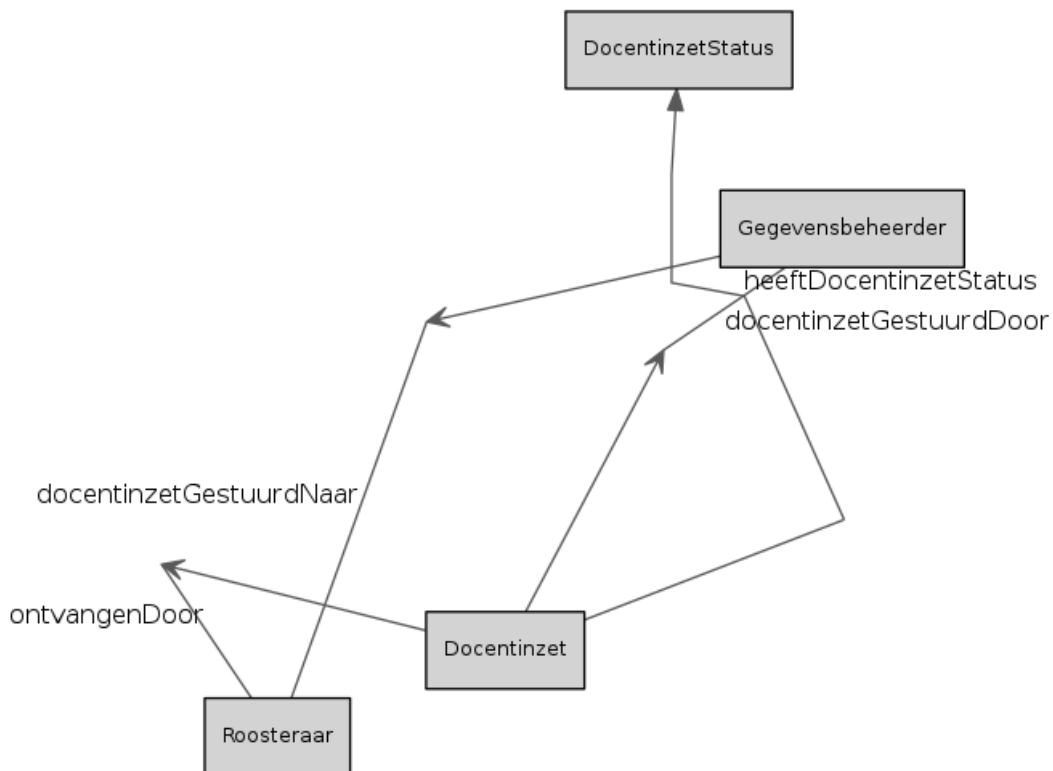 DocentinzetStatus
Gegevensbeheerder
heeftDocentinzetStatus
docentinzetGestuurdDoor
docentinzetGestuurdNaar
ontvangenDoor
Docentinzet
Roosteraar